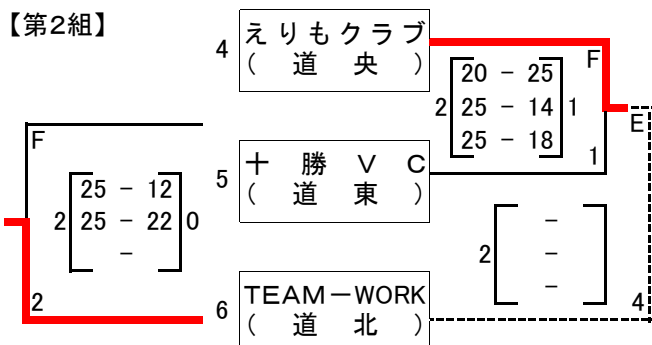 【第2組】
4
えりもクラブ
( 道 央 )
F
20 - 25
2 25 - 14 1
25 - 18
E
1
F
25 - 12
2 25 - 22 0
-
2
5
十 勝 V C
( 道 東 )
-
2 -
-
4
6
TEAM－WORK
( 道 北 )